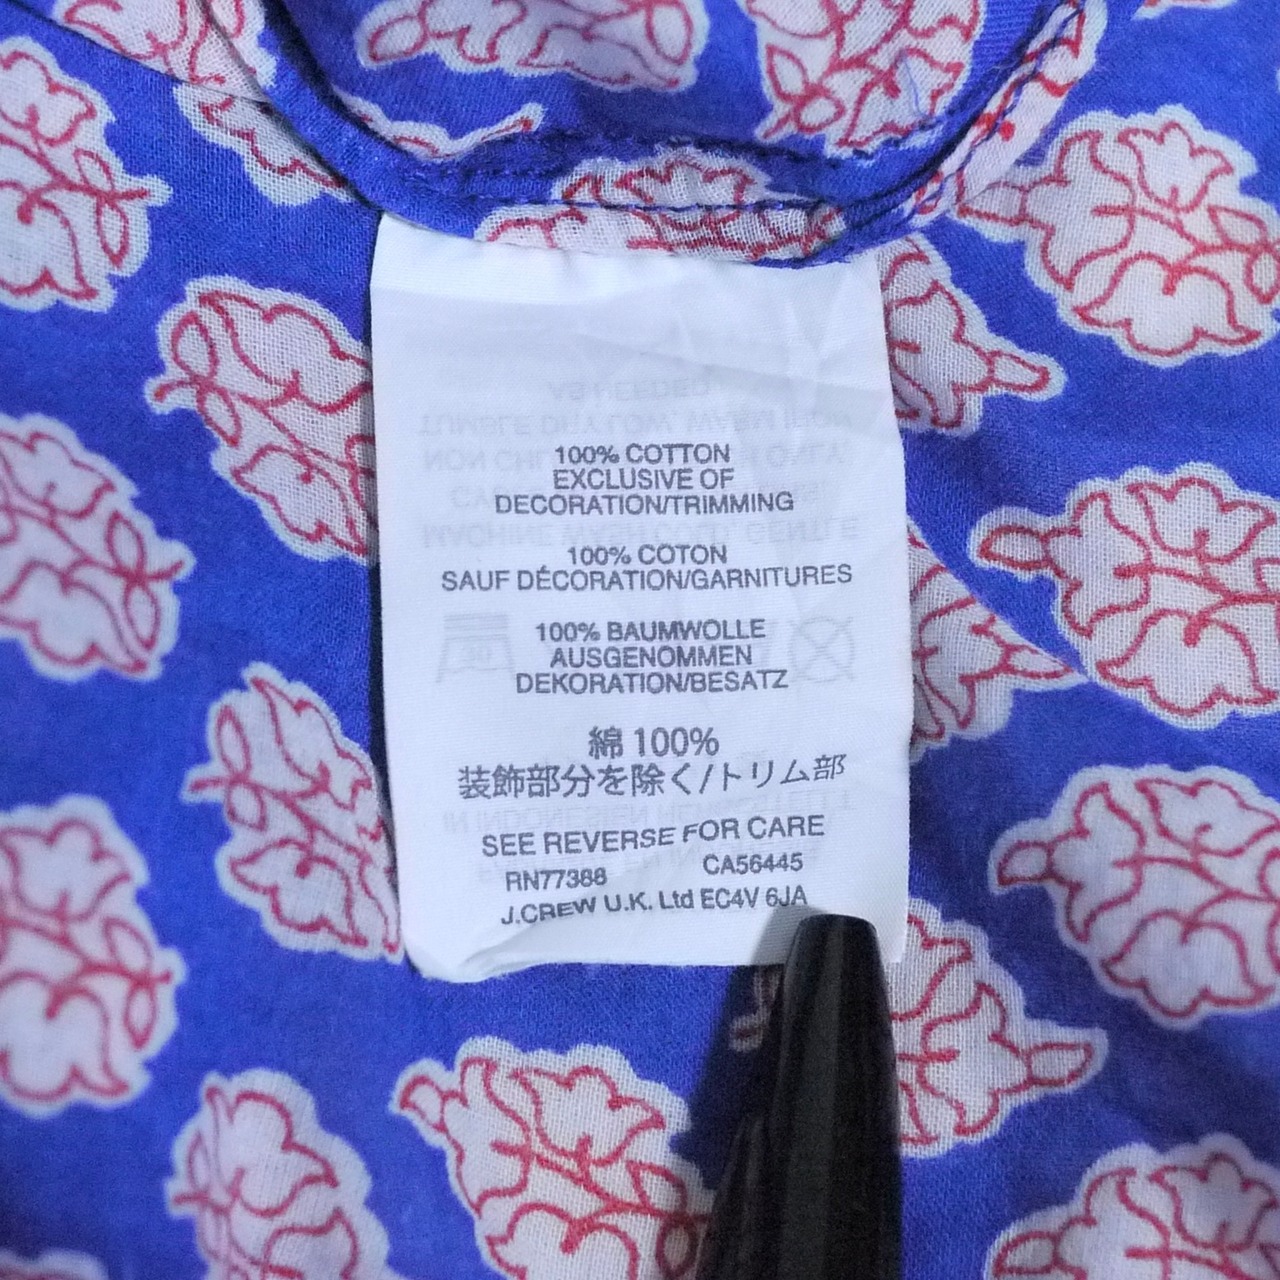 100% COTTON
EXCLUSIVE OF
DECORATION/TRIMMING
100% COTON
SAUF DÉCORATION/GARNITURES
100% BAUMWOLLE
AUSGENOMMEN
DEKORATION/BESATZ
綿 100%
装飾部分を除く/トリム部
SEE REVERSE FOR CARE
RN77388 CA56445
J.CREW U.K. Ltd EC4V 6JA